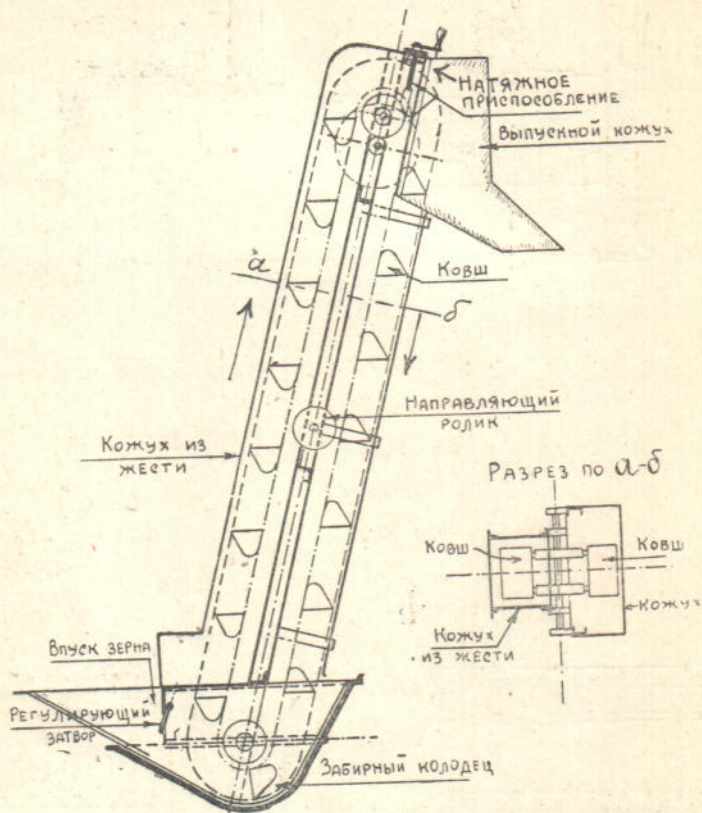 Натяжное
приспособление
Выпускной кожух
а
Ковш
б
Направляющий
ролик
Кожух из
жести
Разрез по а-б
Ковш
Ковш
Кожух
Кожух
из жести
Впуск зерна
Регулирующий
затвор
Забирный колодец